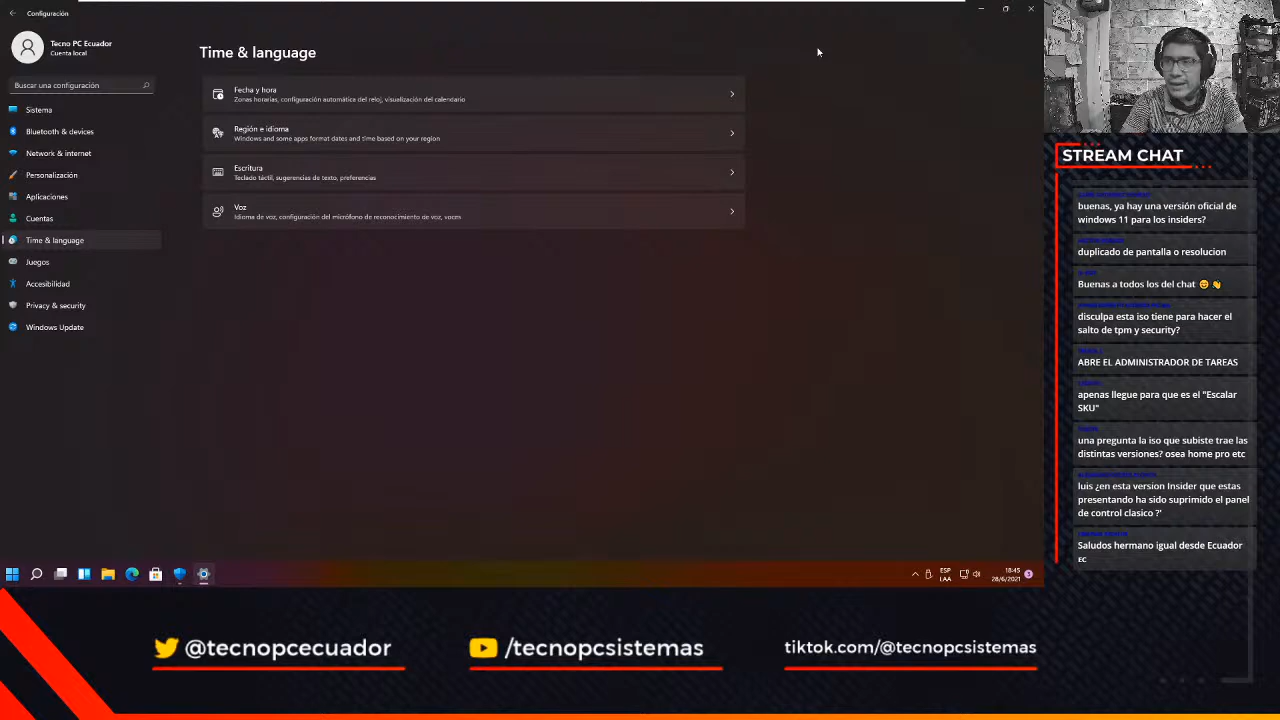 Configuración
Tecno PC Ecuador
Cuenta local
Buscar una configuración
Sistema
Bluetooth & devices
Network & internet
Personalización
Aplicaciones
Cuentas
Time & language
Juegos
Accesibilidad
Privacy & security
Windows Update
Time & language
Fecha y hora
Zonas horarias, configuración automática del reloj, visualización del calendario
Región e idioma
Windows and some apps format dates and time based on your region
Escritura
Teclado táctil, sugerencias de texto, preferencias
Voz
Idioma de voz, configuración del micrófono de reconocimiento de voz, voces
ESP
LAA
18:45
28/6/2021
3
STREAM CHAT
buenas, ya hay una versión oficial de
windows 11 para los insiders?
duplicado de pantalla o resolucion
Buenas a todos los del chat 😊 👋
disculpa esta iso tiene para hacer el
salto de tpm y security?
ABRE EL ADMINISTRADOR DE TAREAS
apenas llegue para que es el "Escalar
SKU"
una pregunta la iso que subiste trae las
distintas versiones? osea home pro etc
luis ¿en esta version Insider que estas
presentando ha sido suprimido el panel
de control clasico ?'
Saludos hermano igual desde Ecuador
EC
@tecnopcecuador
/tecnopcsistemas
tiktok.com/@tecnopcsistemas